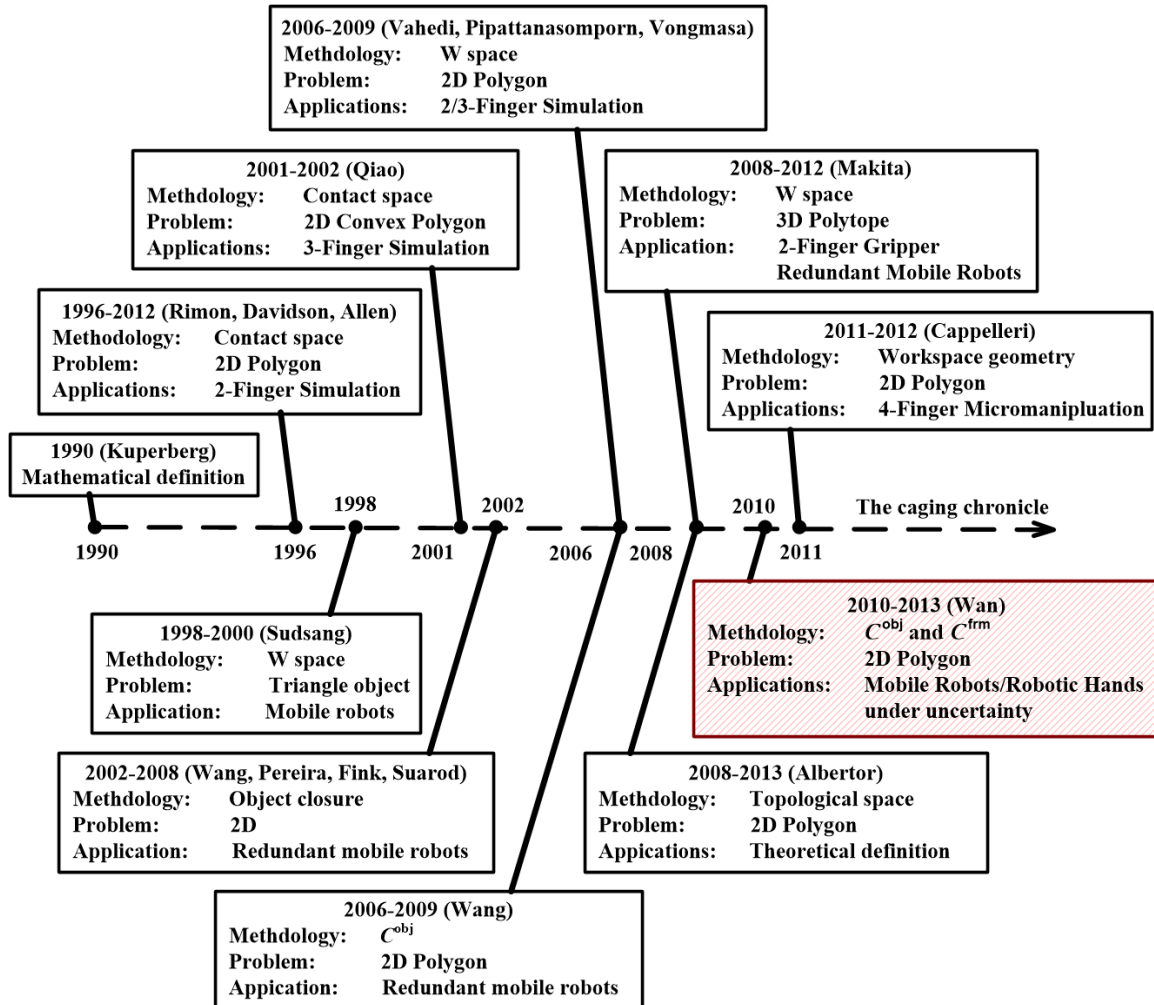 2006-2009 (Vahedi, Pipattanasomporn, Vongmasa)
Methdology: W space
Problem: 2D Polygon
Applications: 2/3-Finger Simulation
2001-2002 (Qiao)
Methdology: Contact space
Problem: 2D Convex Polygon
Applications: 3-Finger Simulation
2008-2012 (Makita)
Methdology: W space
Problem: 3D Polytope
Application: 2-Finger Gripper
Redundant Mobile Robots
1996-2012 (Rimon, Davidson, Allen)
Methodology: Contact space
Problem: 2D Polygon
Applications: 2-Finger Simulation
2011-2012 (Cappelleri)
Methdology: Workspace geometry
Problem: 2D Polygon
Applications: 4-Finger Micromanipluation
1990 (Kuperberg)
Mathematical definition
1998
2002
2010
The caging chronicle
1990
1996
2001
2006
2008
2011
1998-2000 (Sudsang)
Methdology: W space
Problem: Triangle object
Application: Mobile robots
2010-2013 (Wan)
Methdology: C^obj and C^frm
Problem: 2D Polygon
Applications: Mobile Robots/Robotic Hands
under uncertainty
2002-2008 (Wang, Pereira, Fink, Suarod)
Methdology: Object closure
Problem: 2D
Application: Redundant mobile robots
2008-2013 (Albertor)
Methdology: Topological space
Problem: 2D Polygon
Appications: Theoretical definition
2006-2009 (Wang)
Methdology: C^obj
Problem: 2D Polygon
Appication: Redundant mobile robots